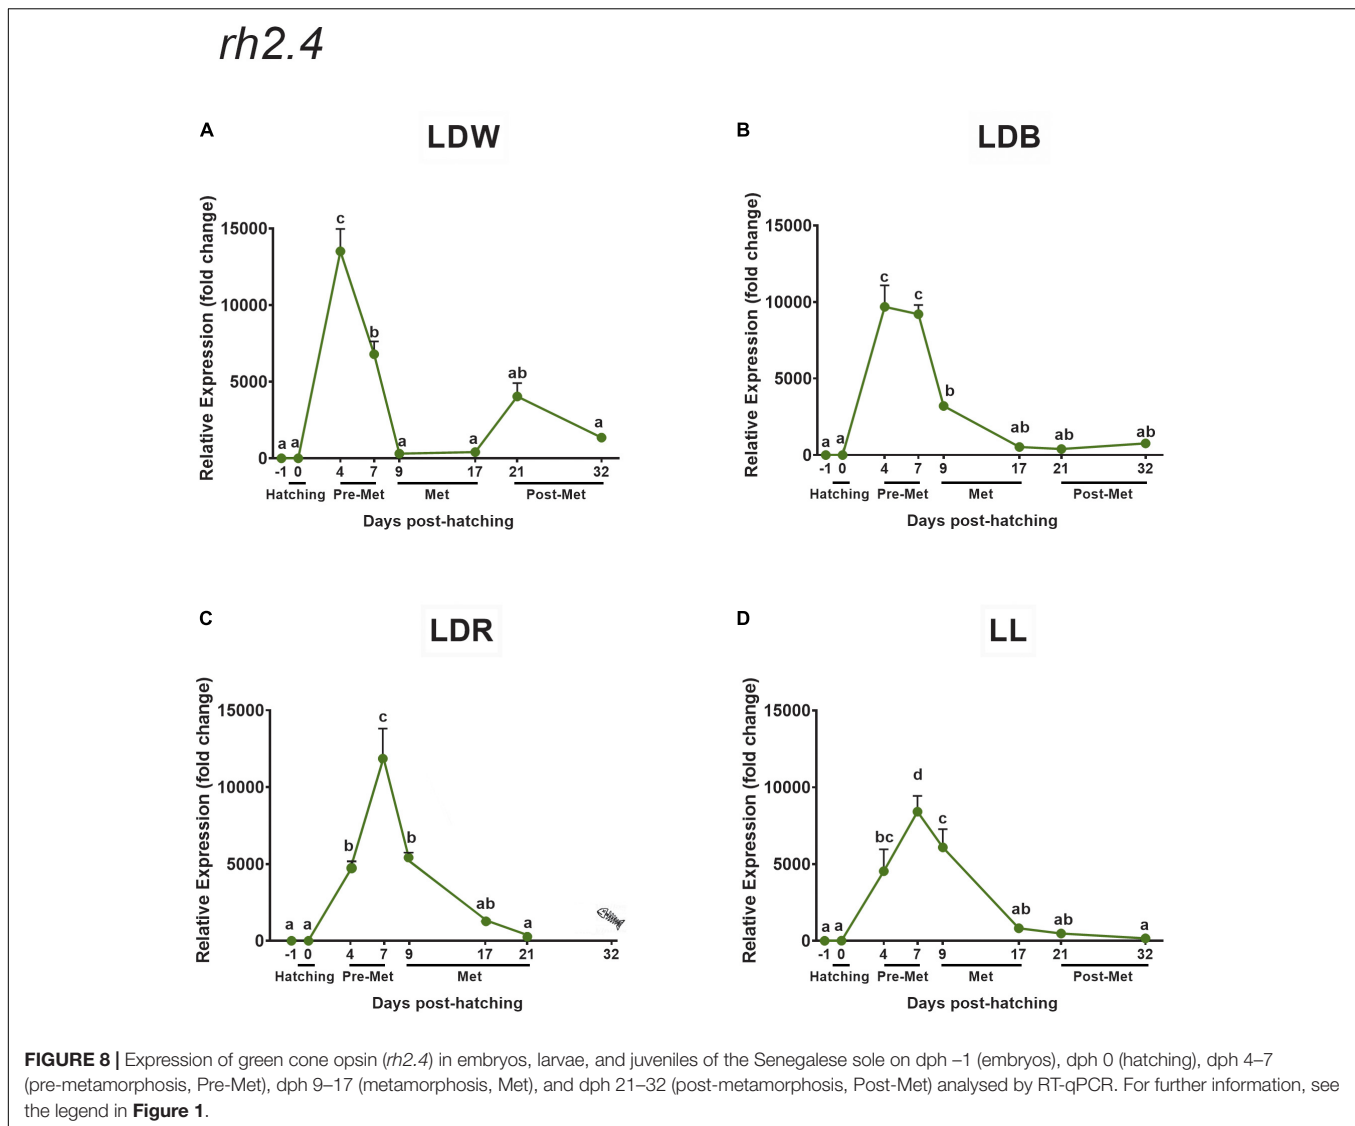 rh2.4
A
LDW
Relative Expression (fold change)
15000
10000
5000
0
a a c b a a ab a
-1 0 4 7 9 17 21 32
Hatching Pre-Met Met Post-Met
Days post-hatching
B
LDB
Relative Expression (fold change)
15000
10000
5000
0
a a c c b ab ab ab
-1 0 4 7 9 17 21 32
Hatching Pre-Met Met Post-Met
Days post-hatching
C
LDR
Relative Expression (fold change)
15000
10000
5000
0
a a b c b ab a
-1 0 4 7 9 17 21 32
Hatching Pre-Met Met
Days post-hatching
D
LL
Relative Expression (fold change)
15000
10000
5000
0
a a bc d c ab ab a
-1 0 4 7 9 17 21 32
Hatching Pre-Met Met Post-Met
Days post-hatching
FIGURE 8 | Expression of green cone opsin (rh2.4) in embryos, larvae, and juveniles of the Senegalese sole on dph –1 (embryos), dph 0 (hatching), dph 4–7
(pre-metamorphosis, Pre-Met), dph 9–17 (metamorphosis, Met), and dph 21–32 (post-metamorphosis, Post-Met) analysed by RT-qPCR. For further information, see
the legend in Figure 1.